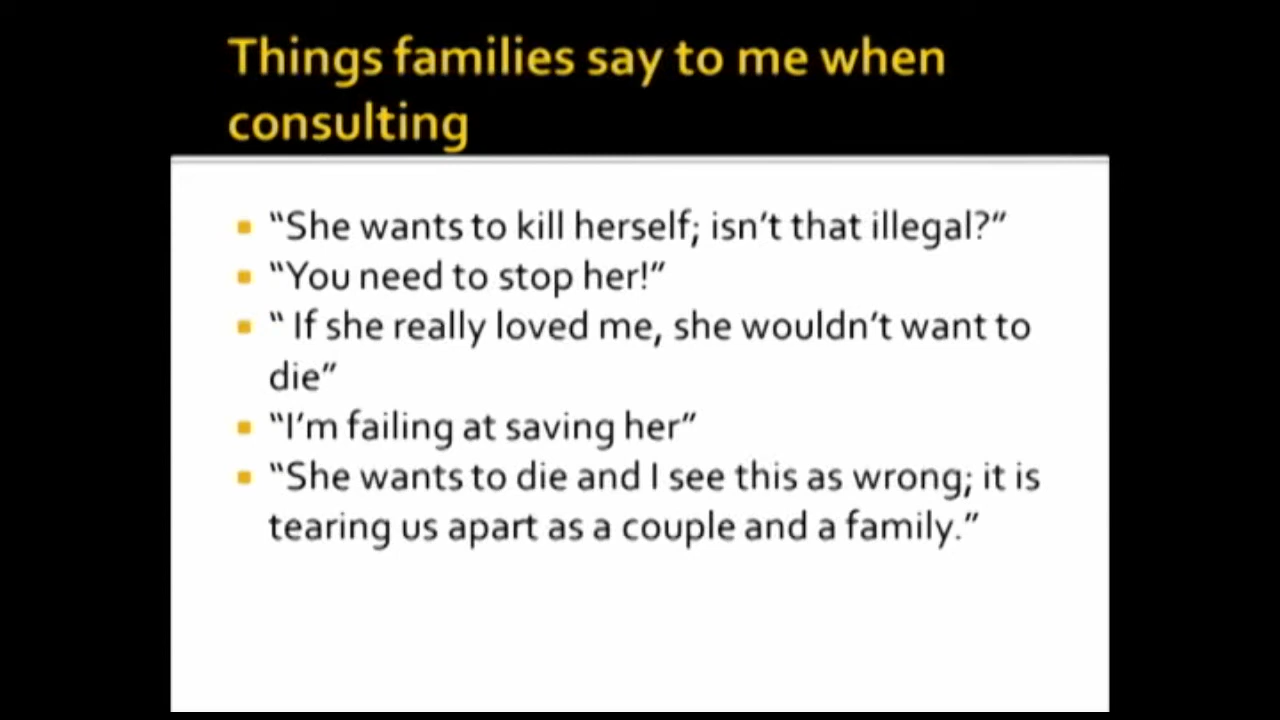 Things families say to me when
consulting
“She wants to kill herself; isn’t that illegal?”
“You need to stop her!”
“ If she really loved me, she wouldn’t want to
die”
“I’m failing at saving her”
“She wants to die and I see this as wrong; it is
tearing us apart as a couple and a family.”